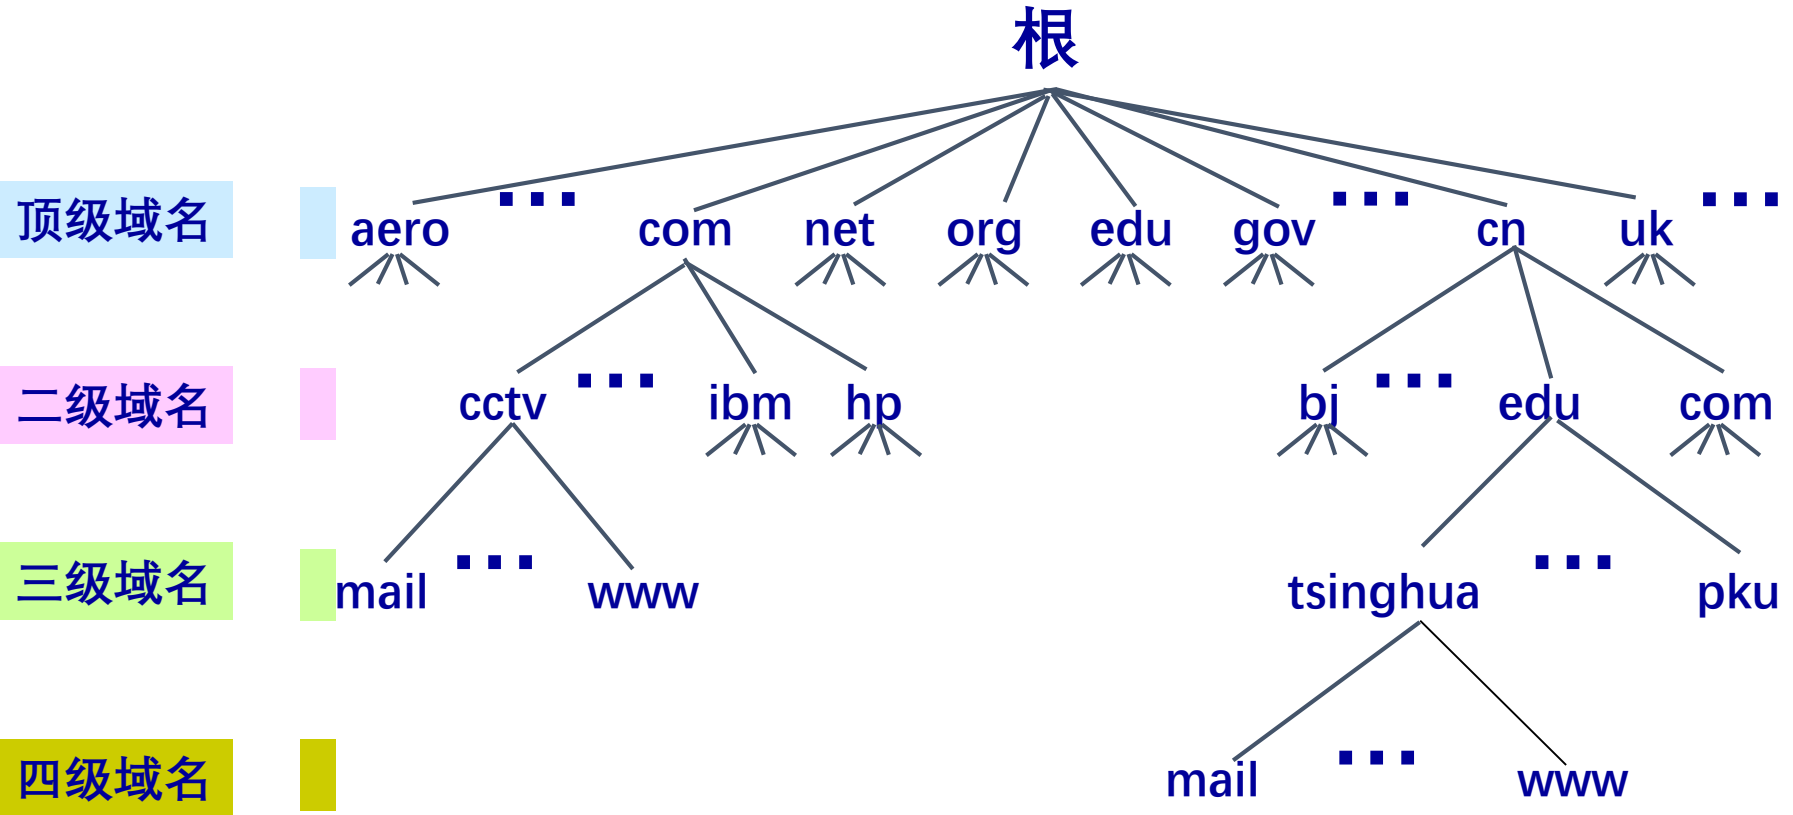 根
顶级域名 aero … com net org edu gov … cn uk …
二级域名 cctv … ibm hp bj … edu com
三级域名 mail … www tsinghua … pku
四级域名 mail … www